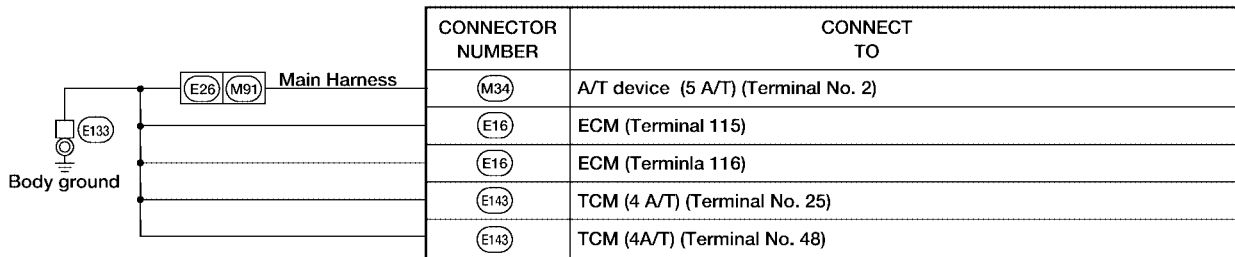 CONNECTOR NUMBER
CONNECT TO
E26 M91 Main Harness
M34 A/T device (5 A/T) (Terminal No. 2)
E133
Body ground
E16 ECM (Terminal 115)
E16 ECM (Terminla 116)
E143 TCM (4 A/T) (Terminal No. 25)
E143 TCM (4A/T) (Terminal No. 48)